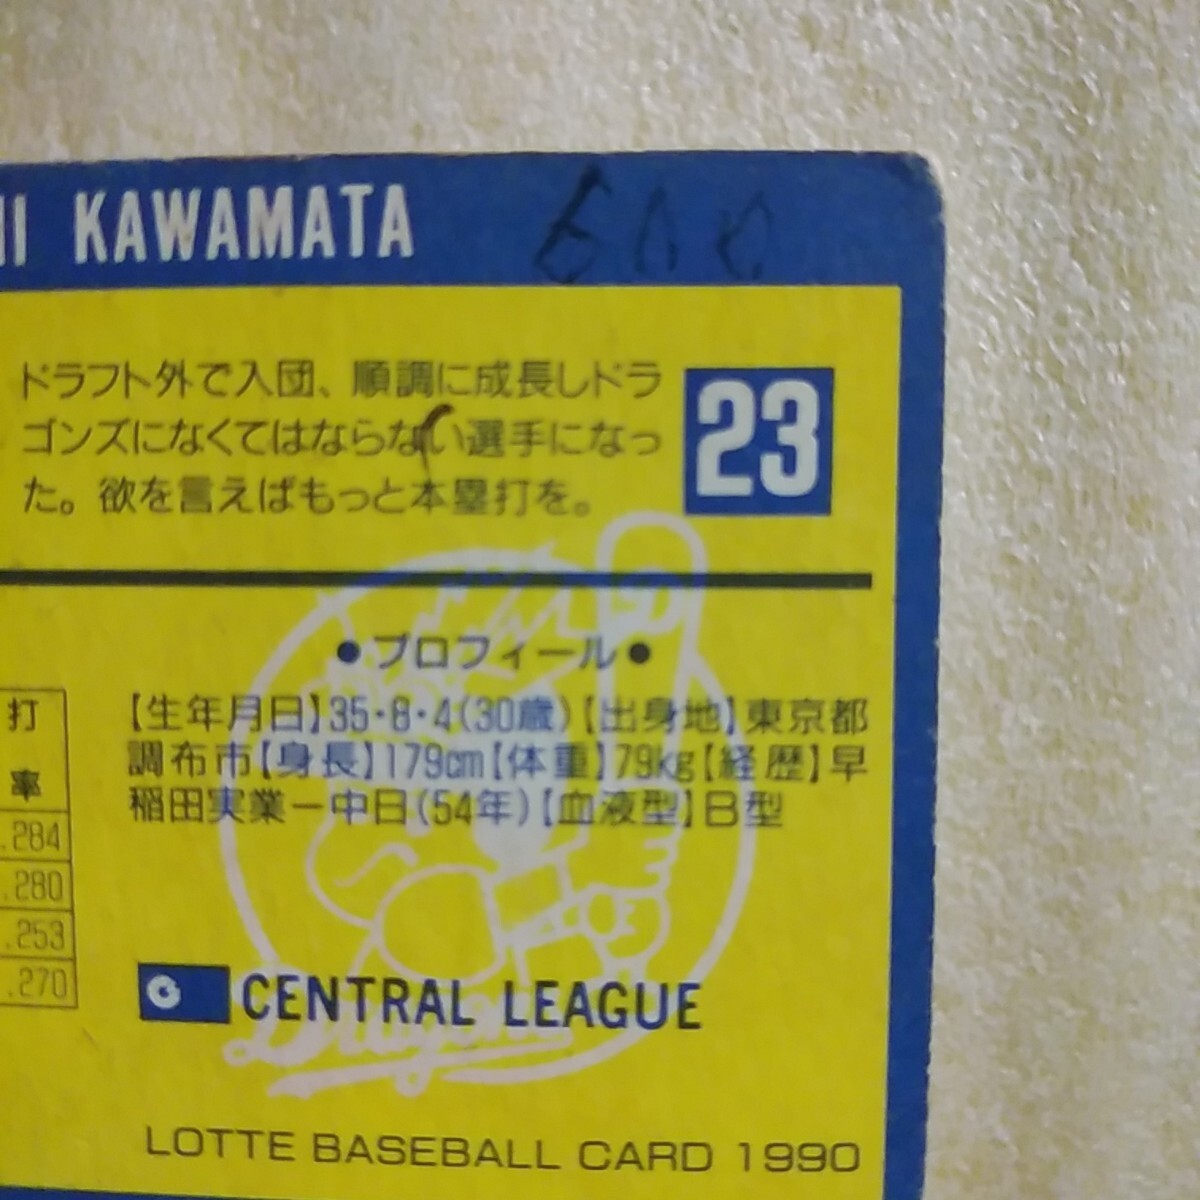 KAWAMATA 600
ドラフト外で入団、順調に成長しドラ
ゴンズになくてはならない選手になっ
た。欲を言えばもっと本塁打を。
23
●プロフィール●
【生年月日】35・8・4(30歳)【出身地】東京都
調布市【身長】179cm【体重】79kg【経歴】早
稲田実業ー中日(54年)【血液型】B型
打
率
.284
.280
.253
.270
CENTRAL LEAGUE
Dragons
LOTTE BASEBALL CARD 1990